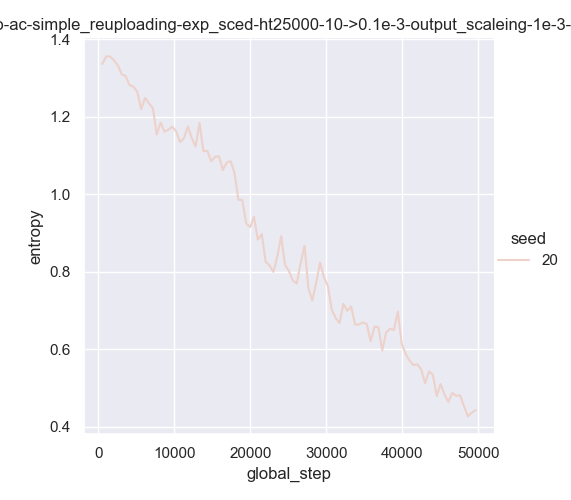 o-ac-simple_reuploading-exp_sced-ht25000-10->0.1e-3-output_scaleing-1e-3-
1.4
1.2
1.0
0.8
0.6
0.4
entropy
0 10000 20000 30000 40000 50000
global_step
seed
20